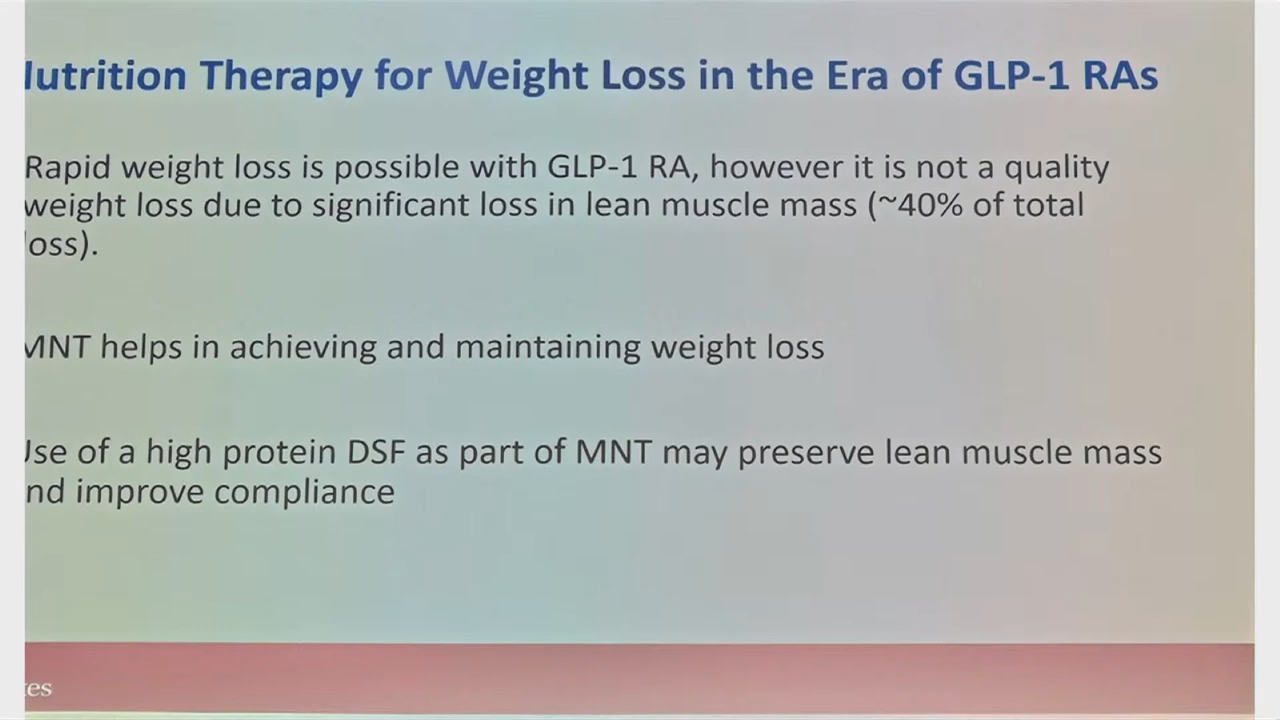 Nutrition Therapy for Weight Loss in the Era of GLP-1 RAs
Rapid weight loss is possible with GLP-1 RA, however it is not a quality
weight loss due to significant loss in lean muscle mass (~40% of total
loss).
MNT helps in achieving and maintaining weight loss
Use of a high protein DSF as part of MNT may preserve lean muscle mass
and improve compliance